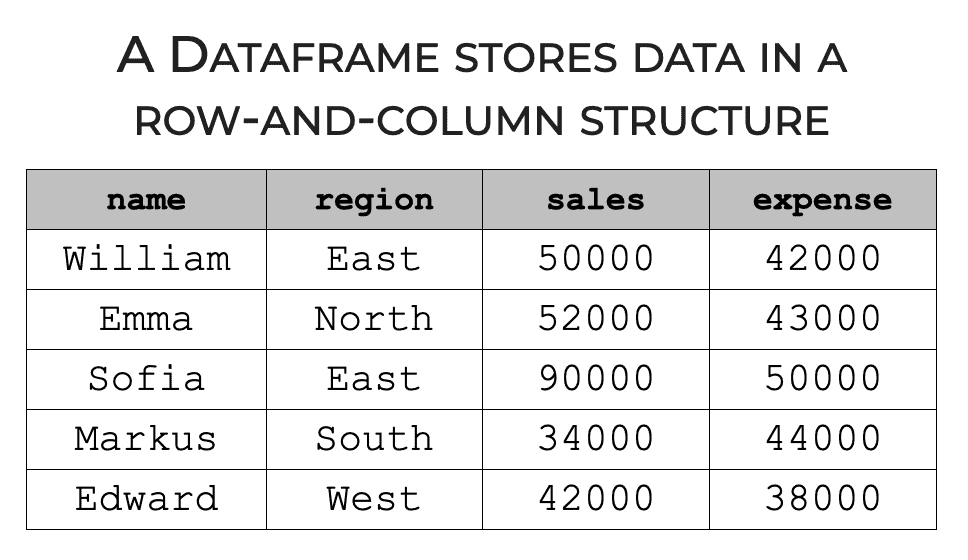 A Dataframe stores data in a
row-and-column structure
name region sales expense
William East 50000 42000
Emma North 52000 43000
Sofia East 90000 50000
Markus South 34000 44000
Edward West 42000 38000